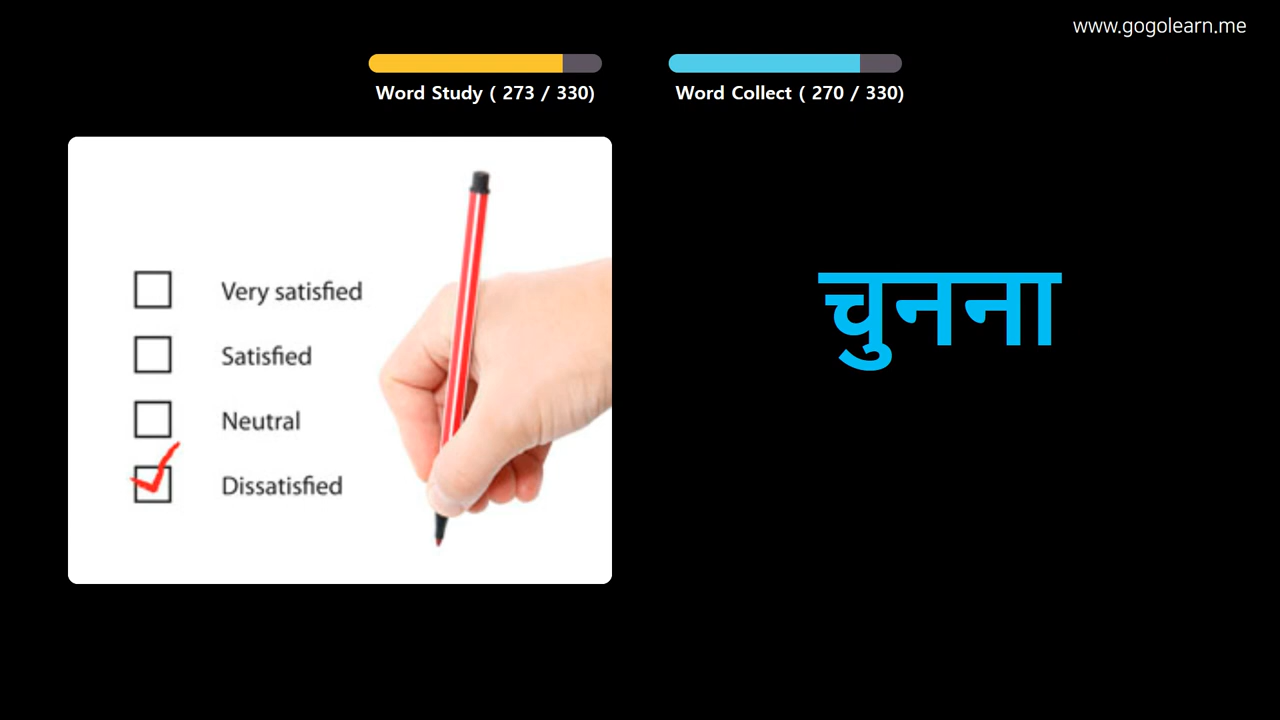 www.gogolearn.me
Word Study ( 273 / 330)
Word Collect ( 270 / 330)
Very satisfied
Satisfied
Neutral
Dissatisfied
चुनना